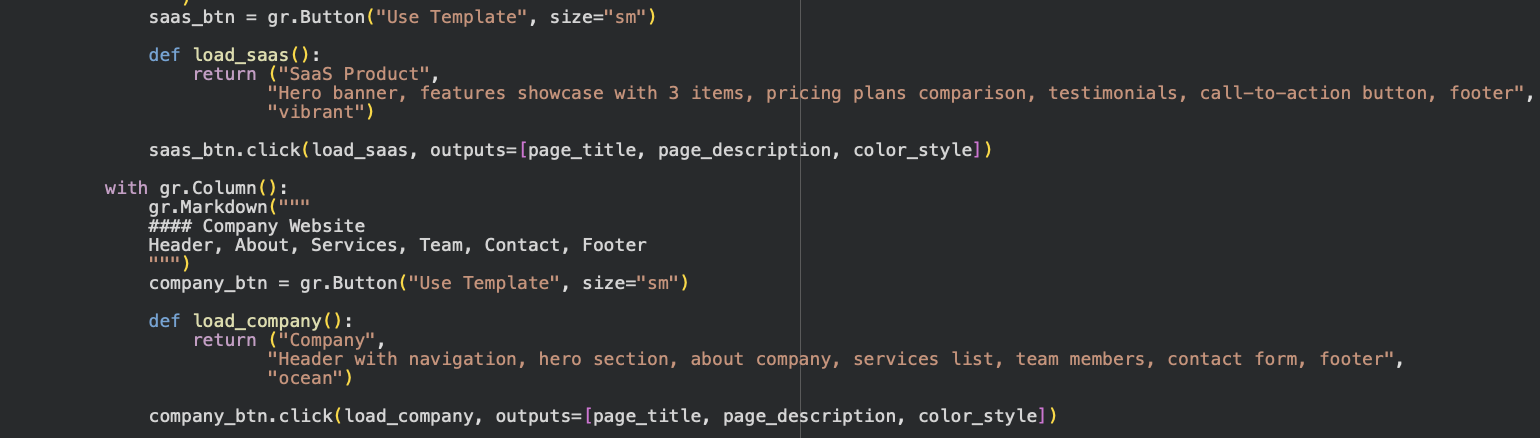 saas_btn = gr.Button("Use Template", size="sm")
def load_saas():
return ("SaaS Product",
"Hero banner, features showcase with 3 items, pricing plans comparison, testimonials, call-to-action button, footer",
"vibrant")
saas_btn.click(load_saas, outputs=[page_title, page_description, color_style])
with gr.Column():
gr.Markdown("""
#### Company Website
Header, About, Services, Team, Contact, Footer
""")
company_btn = gr.Button("Use Template", size="sm")
def load_company():
return ("Company",
"Header with navigation, hero section, about company, services list, team members, contact form, footer",
"ocean")
company_btn.click(load_company, outputs=[page_title, page_description, color_style])